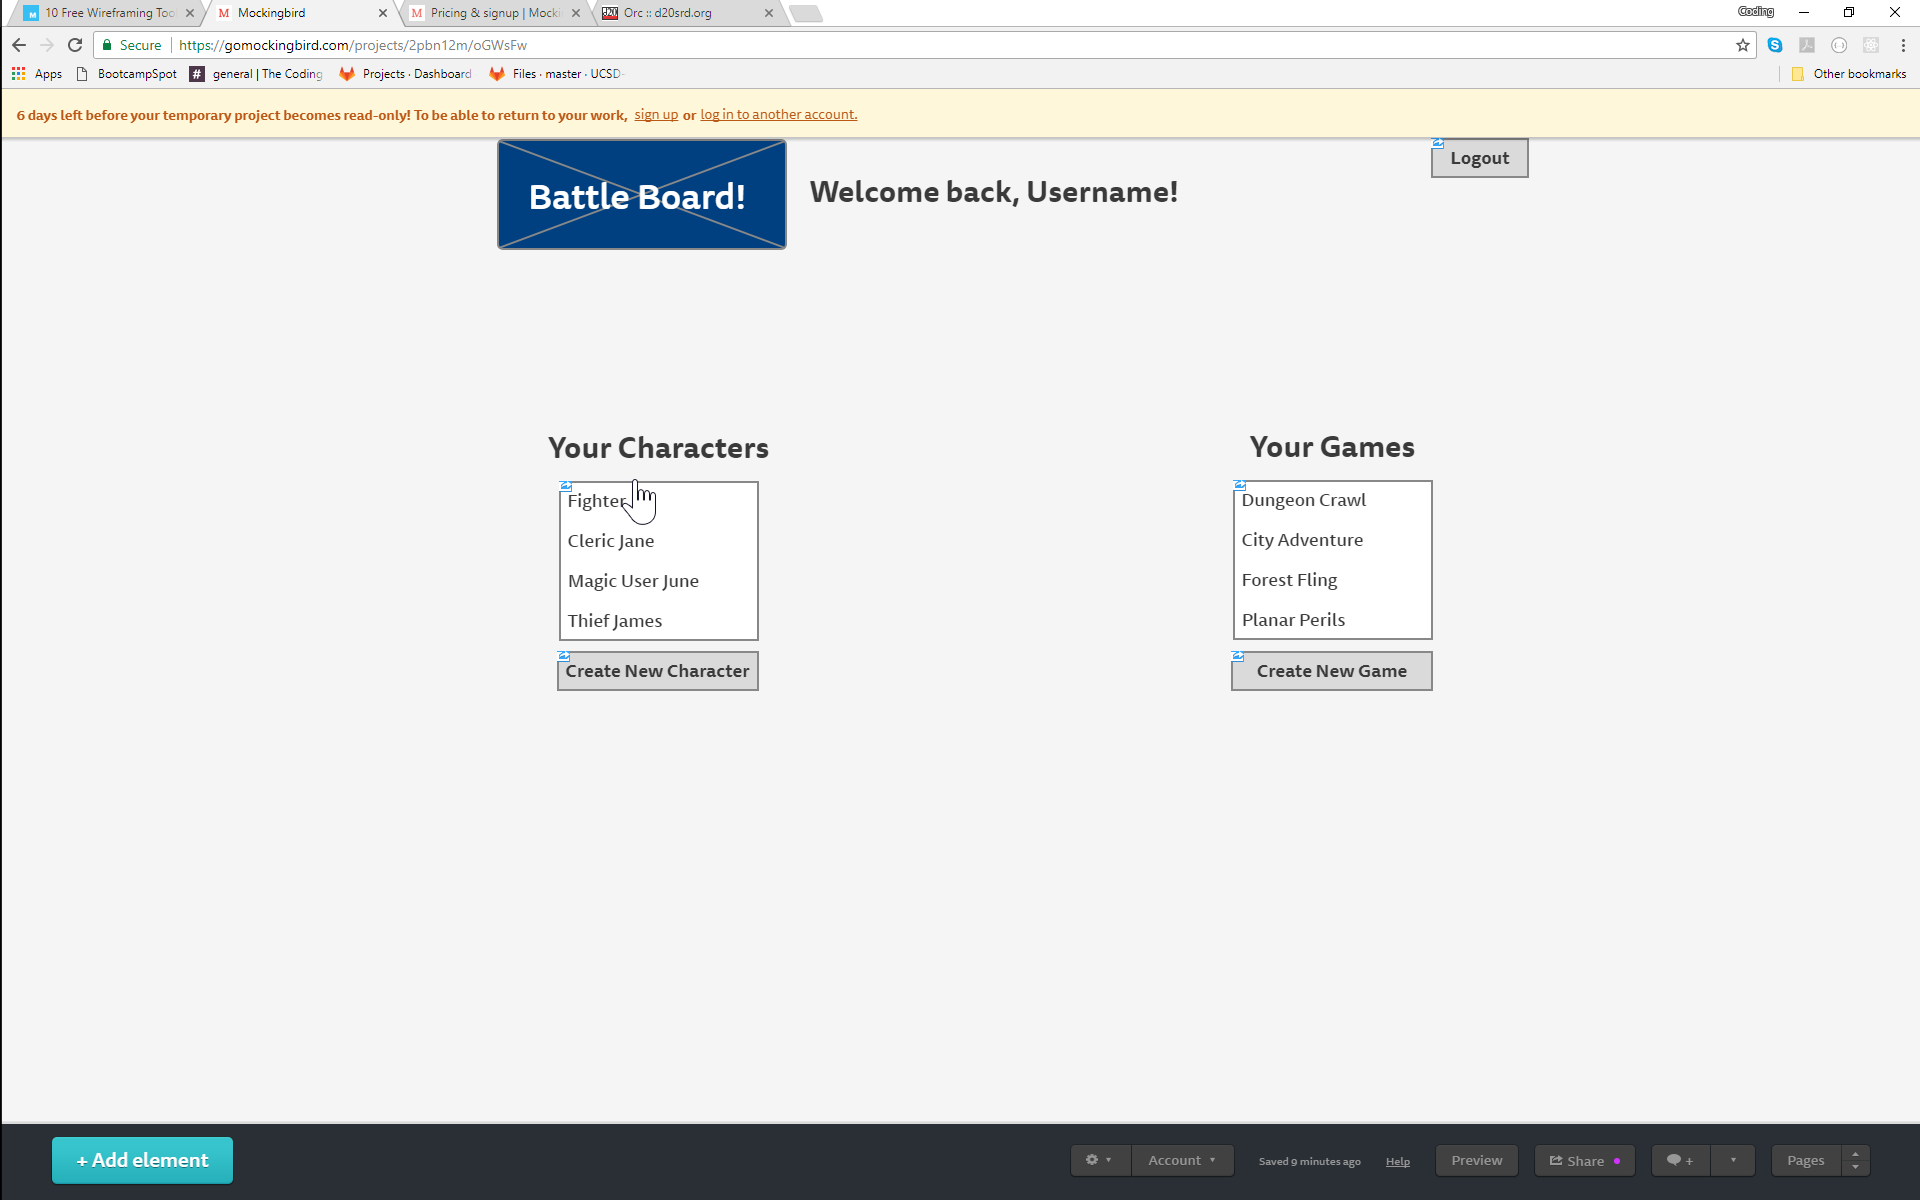 10 Free Wireframing Too
Mockingbird
Pricing & signup | Mocki
Orc :: d20srd.org
Coding
Secure
https://gomockingbird.com/projects/2pbn12m/oGWsFw
Apps
BootcampSpot
general | The Coding
Projects · Dashboard
Files · master · UCSD-
Other bookmarks
6 days left before your temporary project becomes read-only! To be able to return to your work, sign up or log in to another account.
Battle Board!
Welcome back, Username!
Logout
Your Characters
Fighter
Cleric Jane
Magic User June
Thief James
Create New Character
Your Games
Dungeon Crawl
City Adventure
Forest Fling
Planar Perils
Create New Game
+ Add element
Account
Saved 9 minutes ago
Help
Preview
Share
+
Pages